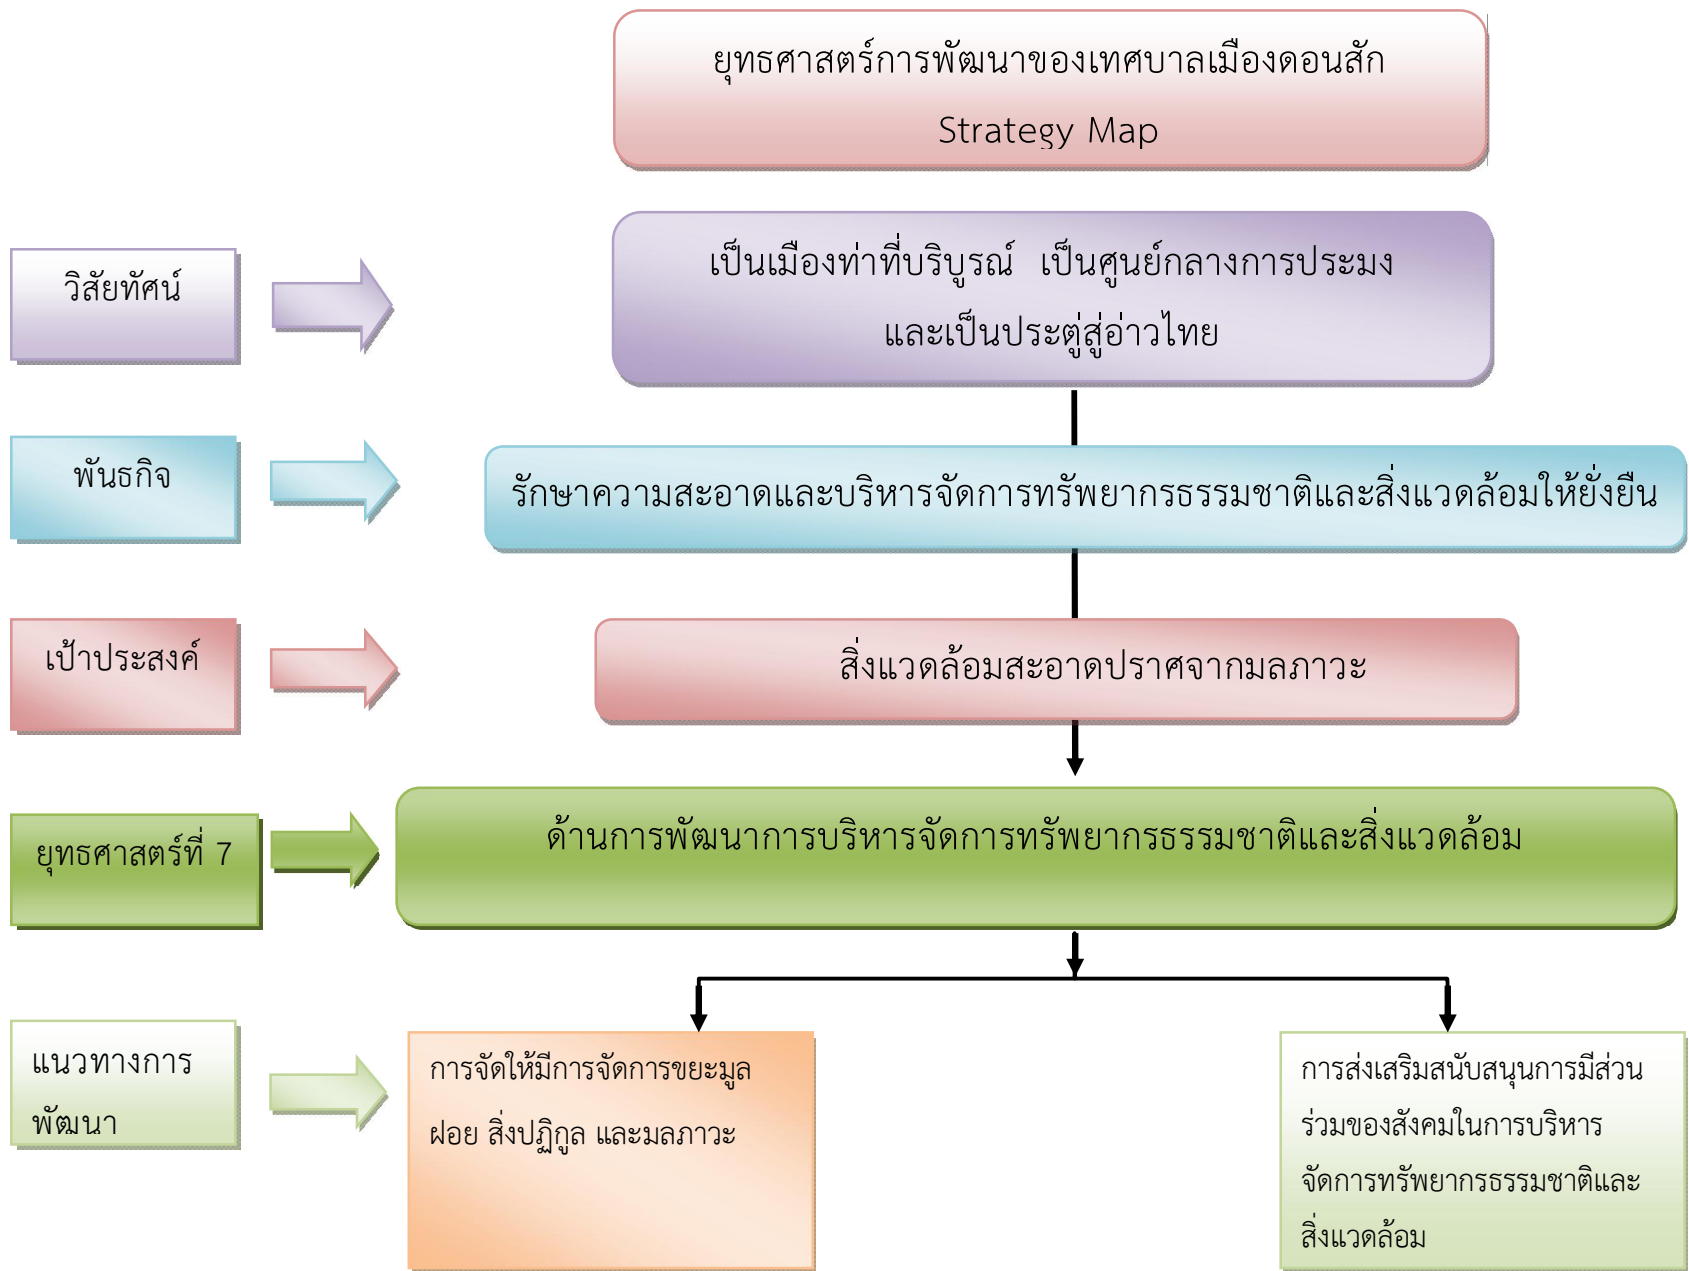 ยุทธศาสตร์การพัฒนาของเทศบาลเมืองดอนสัก
Strategy Map
วิสัยทัศน์
เป็นเมืองท่าที่บริบูรณ์ เป็นศูนย์กลางการประมง
และเป็นประตู่สู่อ่าวไทย
พันธกิจ
รักษาความสะอาดและบริหารจัดการทรัพยากรธรรมชาติและสิ่งแวดล้อมให้ยั่งยืน
เป้าประสงค์
สิ่งแวดล้อมสะอาดปราศจากมลภาวะ
ยุทธศาสตร์ที่ 7
ด้านการพัฒนาการบริหารจัดการทรัพยากรธรรมชาติและสิ่งแวดล้อม
แนวทางการ
พัฒนา
การจัดให้มีการจัดการขยะมูล
ฝอย สิ่งปฏิกูล และมลภาวะ
การส่งเสริมสนับสนุนการมีส่วน
ร่วมของสังคมในการบริหาร
จัดการทรัพยากรธรรมชาติและ
สิ่งแวดล้อม